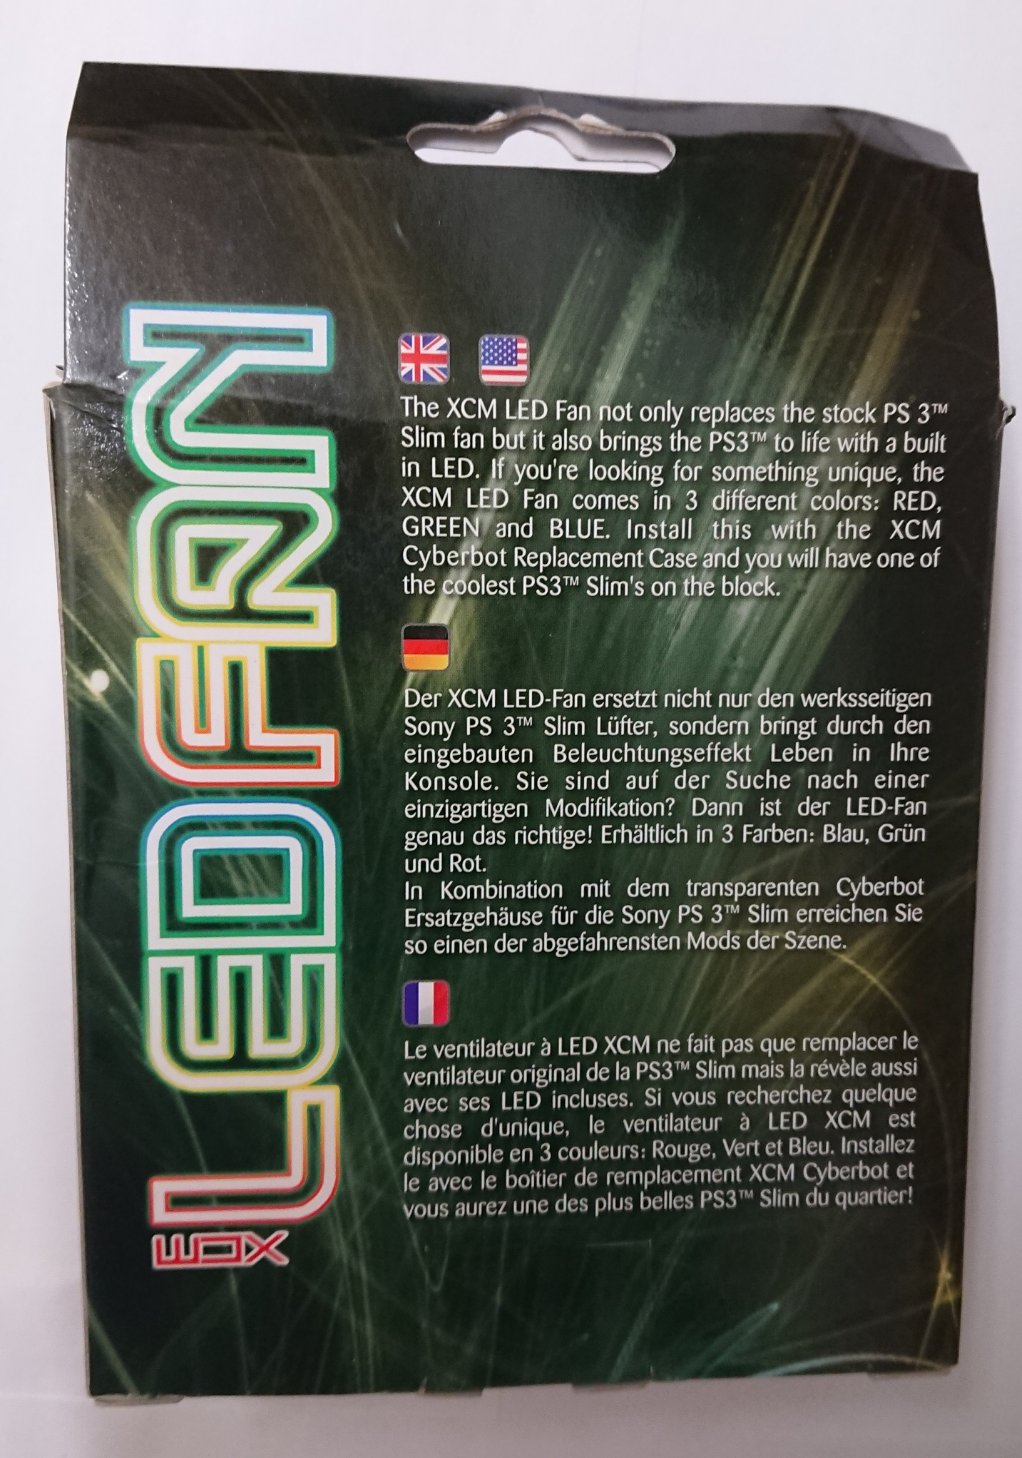 XCM
LED FAN
The XCM LED Fan not only replaces the stock PS 3™
Slim fan but it also brings the PS3™ to life with a built
in LED. If you're looking for something unique, the
XCM LED Fan comes in 3 different colors: RED,
GREEN and BLUE. Install this with the XCM
Cyberbot Replacement Case and you will have one of
the coolest PS3™ Slim's on the block.
Der XCM LED-Fan ersetzt nicht nur den werksseitigen
Sony PS 3™ Slim Lüfter, sondern bringt durch den
eingebauten Beleuchtungseffekt Leben in Ihre
Konsole. Sie sind auf der Suche nach einer
einzigartigen Modifikation? Dann ist der LED-Fan
genau das richtige! Erhältlich in 3 Farben: Blau, Grün
und Rot.
In Kombination mit dem transparenten Cyberbot
Ersatzgehäuse für die Sony PS 3™ Slim erreichen Sie
so einen der abgefahrensten Mods der Szene.
Le ventilateur à LED XCM ne fait pas que remplacer le
ventilateur original de la PS3™ Slim mais la révèle aussi
avec ses LED incluses. Si vous recherchez quelque
chose d'unique, le ventilateur à LED XCM est
disponible en 3 couleurs: Rouge, Vert et Bleu. Installez
le avec le boîtier de remplacement XCM Cyberbot et
vous aurez une des plus belles PS3™ Slim du quartier!